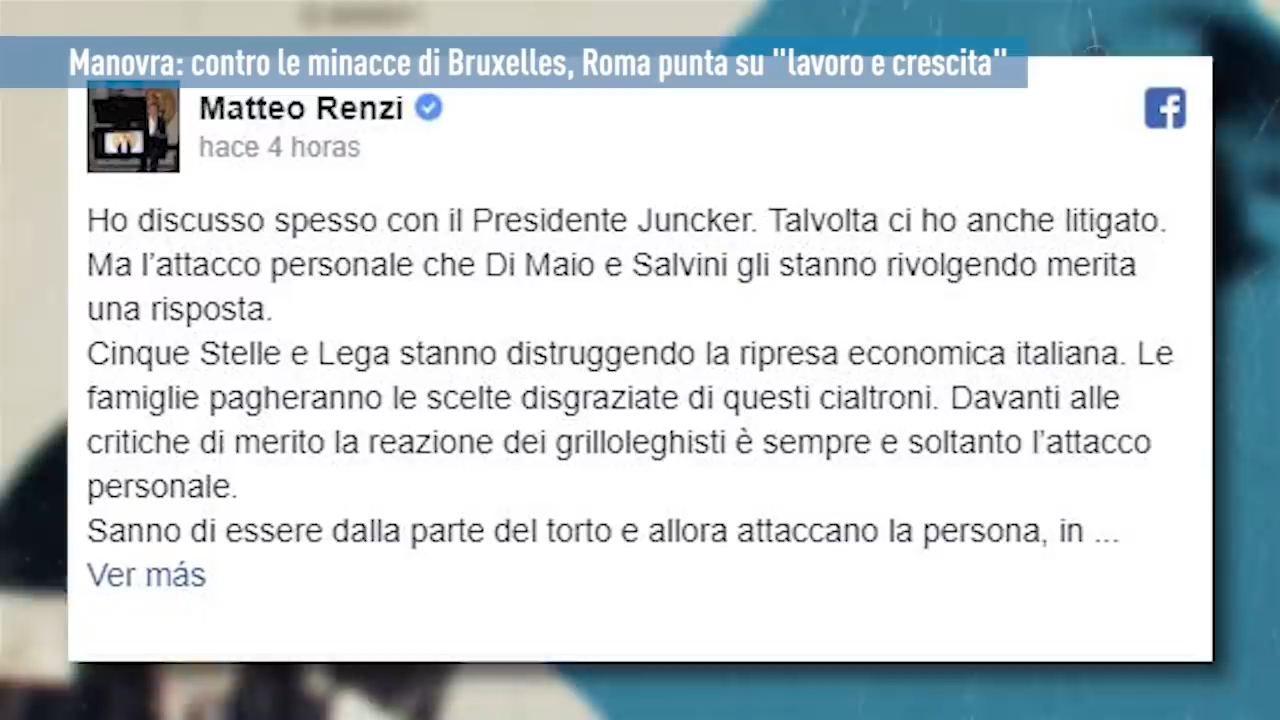 Manovra: contro le minacce di Bruxelles, Roma punta su "lavoro e crescita"
Matteo Renzi
hace 4 horas
Ho discusso spesso con il Presidente Juncker. Talvolta ci ho anche litigato.
Ma l’attacco personale che Di Maio e Salvini gli stanno rivolgendo merita
una risposta.
Cinque Stelle e Lega stanno distruggendo la ripresa economica italiana. Le
famiglie pagheranno le scelte disgraziate di questi cialtroni. Davanti alle
critiche di merito la reazione dei grilloleghisti è sempre e soltanto l’attacco
personale.
Sanno di essere dalla parte del torto e allora attaccano la persona, in ...
Ver más